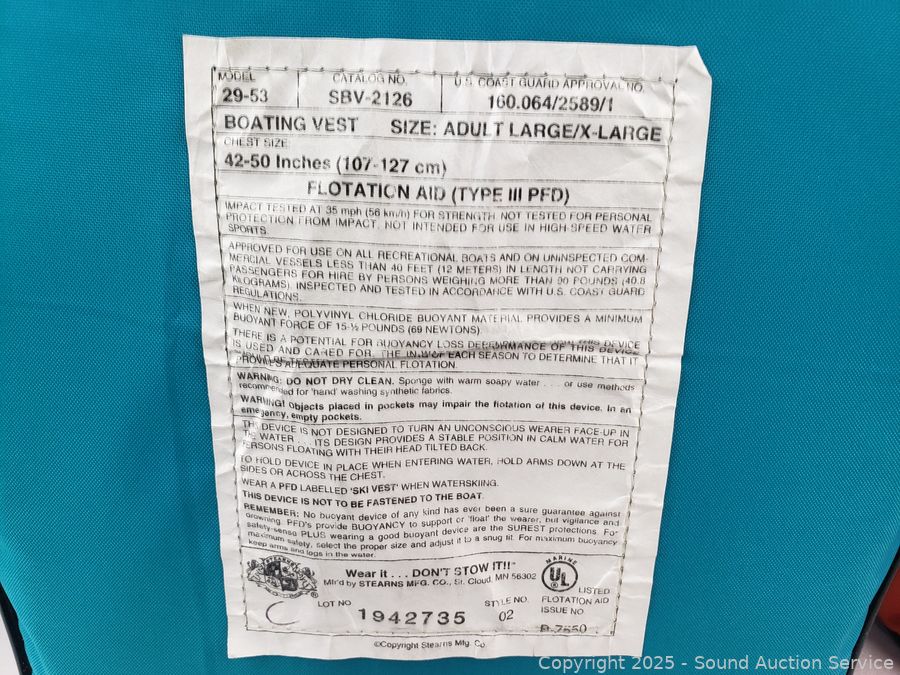 MODEL CATALOG NO. U.S. COAST GUARD APPROVAL NO.
29-53 SBV-2126 160.064/2589/1
BOATING VEST SIZE: ADULT LARGE/X-LARGE
CHEST SIZE
42-50 Inches (107-127 cm)
FLOTATION AID (TYPE III PFD)
IMPACT TESTED AT 35 mph (56 km/h) FOR STRENGTH NOT TESTED FOR PERSONAL
PROTECTION FROM IMPACT. NOT INTENDED FOR USE IN HIGH-SPEED WATER
SPORTS.
APPROVED FOR USE ON ALL RECREATIONAL BOATS AND ON UNINSPECTED COM-
MERCIAL VESSELS LESS THAN 40 FEET (12 METERS) IN LENGTH NOT CARRYING
PASSENGERS FOR HIRE BY PERSONS WEIGHING MORE THAN 90 POUNDS (40.8
KILOGRAMS). INSPECTED AND TESTED IN ACCORDANCE WITH U.S. COAST GUARD
REGULATIONS.
WHEN NEW, POLYVINYL CHLORIDE BUOYANT MATERIAL PROVIDES A MINIMUM
BUOYANT FORCE OF 15-½ POUNDS (69 NEWTONS).
THERE IS A POTENTIAL FOR BUOYANCY LOSS THIS DEVICE
IS USED AND CARED FOR. THE OF EACH SEASON TO DETERMINE THAT IT
PROVIDES ADEQUATE PERSONAL FLOTATION.
WARNING: DO NOT DRY CLEAN. Sponge with warm soapy water . . . or use methods
recommended for 'hand' washing synthetic fabrics.
WARNING! Objects placed in pockets may impair the flotation of this device. In an
emergency, empty pockets.
THE DEVICE IS NOT DESIGNED TO TURN AN UNCONSCIOUS WEARER FACE-UP IN
THE WATER . . . ITS DESIGN PROVIDES A STABLE POSITION IN CALM WATER FOR
PERSONS FLOATING WITH THEIR HEAD TILTED BACK.
TO HOLD DEVICE IN PLACE WHEN ENTERING WATER, HOLD ARMS DOWN AT THE
SIDES OR ACROSS THE CHEST.
WEAR A PFD LABELLED 'SKI VEST' WHEN WATERSKIING.
THIS DEVICE IS NOT TO BE FASTENED TO THE BOAT.
REMEMBER: No buoyant device of any kind has ever been a sure guarantee against
drowning. PFD's provide BUOYANCY to support or 'float' the wearer, but vigilance and
safety-sense PLUS wearing a good buoyant device are the SUREST protections. For
maximum safety, select the proper size and adjust it to a snug fit. For maximum buoyancy
keep arms and legs in the water.
STEARNS ® Wear it . . . DON'T STOW IT!!™ MARINE UL
Mfr'd by STEARNS MFG. CO., St. Cloud, MN 56302
LISTED
LOT NO 1942735 STYLE NO. 02 FLOTATION AID
ISSUE NO.
©Copyright Stearns Mfg. Co.
Copyright 2025 - Sound Auction Service